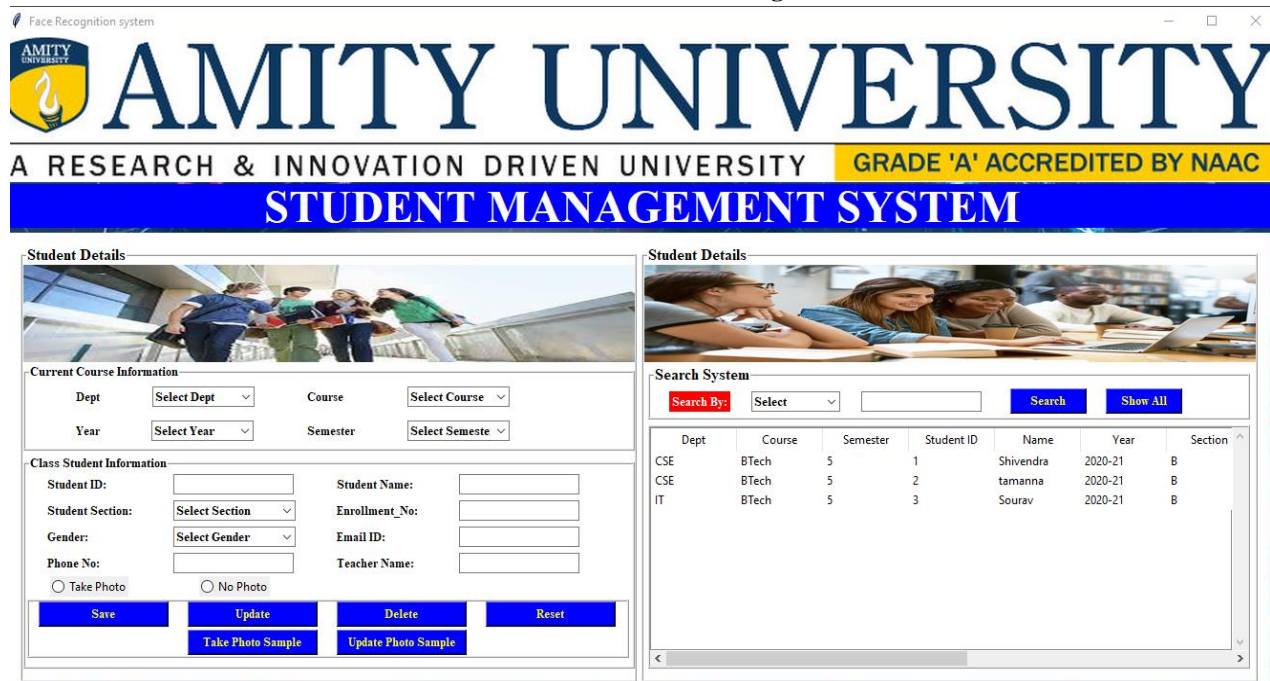 Face Recognition system
AMITY UNIVERSITY
AMITY UNIVERSITY
A RESEARCH & INNOVATION DRIVEN UNIVERSITY GRADE 'A' ACCREDITED BY NAAC
STUDENT MANAGEMENT SYSTEM
Student Details
Current Course Information
Dept Select Dept Course Select Course
Year Select Year Semester Select Semeste
Class Student Information
Student ID: Student Name:
Student Section: Select Section Enrollment_No:
Gender: Select Gender Email ID:
Phone No: Teacher Name:
Take Photo No Photo
Save Update Delete Reset
Take Photo Sample Update Photo Sample
Student Details
Search System
Search By: Select Search Show All
Dept Course Semester Student ID Name Year Section
CSE BTech 5 1 Shivendra 2020-21 B
CSE BTech 5 2 tamanna 2020-21 B
IT BTech 5 3 Sourav 2020-21 B